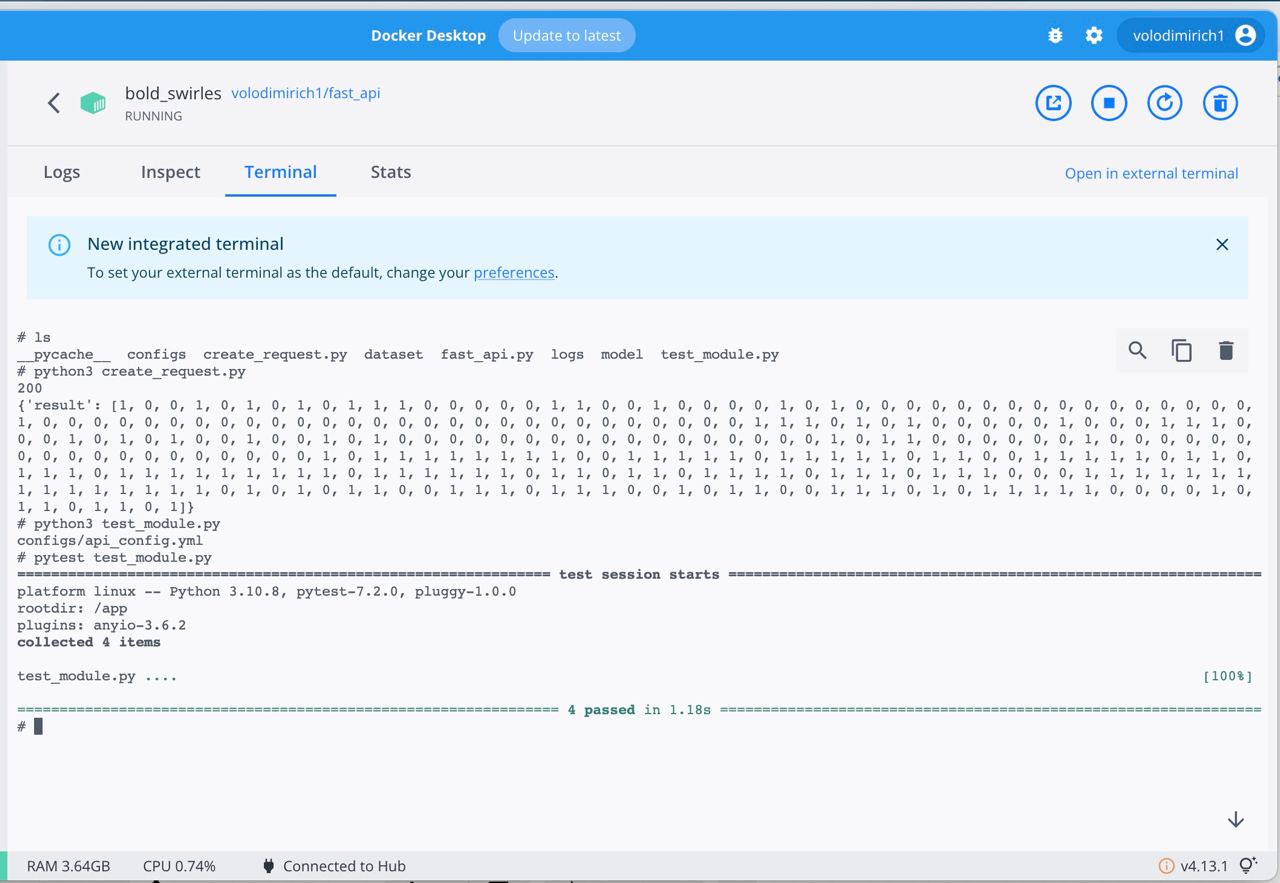 Docker Desktop
Update to latest
volodimirich1
bold_swirles volodimirich1/fast_api
RUNNING
Logs Inspect Terminal Stats
Open in external terminal
New integrated terminal
To set your external terminal as the default, change your preferences.
# ls
__pycache__ configs create_request.py dataset fast_api.py logs model test_module.py
# python3 create_request.py
200
{'result': [1, 0, 0, 1, 0, 1, 0, 1, 0, 1, 1, 1, 0, 0, 0, 0, 0, 1, 1, 0, 0, 1, 0, 0, 0, 0, 1, 0, 1, 0, 0, 0, 0, 0, 0, 0, 0, 0, 0, 0, 0, 0, 0, 0, 0,
1, 0, 0, 0, 0, 0, 0, 0, 0, 0, 0, 0, 0, 0, 0, 0, 0, 0, 0, 0, 0, 0, 0, 0, 0, 0, 0, 0, 0, 1, 1, 1, 0, 1, 0, 0, 0, 0, 0, 0, 0, 1, 0, 0, 0, 1, 1, 1, 0,
0, 0, 1, 0, 1, 0, 1, 0, 0, 1, 0, 0, 1, 0, 1, 0, 0, 0, 0, 0, 0, 0, 0, 0, 0, 0, 0, 0, 0, 0, 0, 0, 1, 0, 1, 1, 0, 0, 0, 0, 0, 0, 1, 0, 0, 0, 0, 0, 0,
0, 0, 0, 0, 0, 0, 0, 0, 0, 0, 0, 0, 1, 0, 1, 1, 1, 1, 1, 1, 1, 0, 0, 1, 1, 1, 1, 1, 0, 1, 0, 1, 1, 1, 1, 1, 1, 0, 0, 1, 1, 1, 1, 1, 0, 1, 1, 0,
1, 1, 1, 0, 1, 1, 1, 1, 1, 1, 1, 1, 1, 0, 1, 1, 1, 1, 1, 1, 0, 1, 1, 0, 1, 1, 0, 1, 1, 1, 1, 0, 1, 1, 0, 1, 1, 1, 0, 0, 0, 1, 1, 1, 1, 1, 1, 1, 1,
1, 1, 1, 1, 1, 1, 1, 1, 0, 1, 0, 1, 0, 1, 1, 0, 0, 1, 1, 1, 0, 1, 1, 1, 0, 0, 1, 0, 1, 1, 0, 0, 1, 1, 1, 0, 1, 0, 1, 1, 1, 1, 1, 0, 0, 0, 0, 1, 0,
1, 1, 0, 1, 1, 0, 1]}
# python3 test_module.py
configs/api_config.yml
# pytest test_module.py
test session starts
platform linux -- Python 3.10.8, pytest-7.2.0, pluggy-1.0.0
rootdir: /app
plugins: anyio-3.6.2
collected 4 items
test_module.py .... [100%]
4 passed in 1.18s
#
RAM 3.64GB CPU 0.74% Connected to Hub v4.13.1